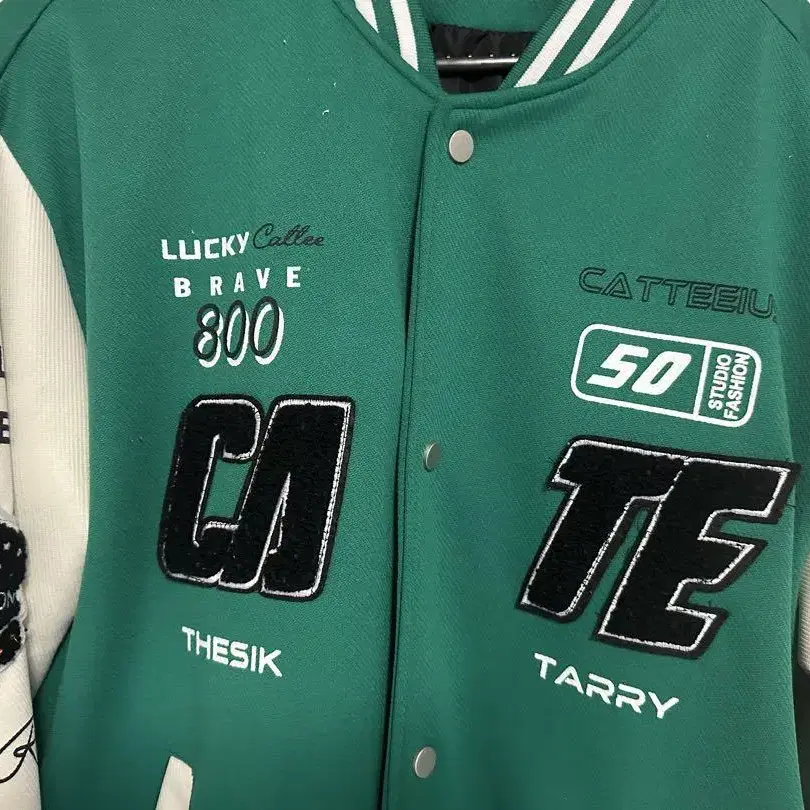 LUCKY Cattee
BRAVE
800
CA
THESIK
CATTEEIU
50
STUDIO
FASHION
TE
TARRY